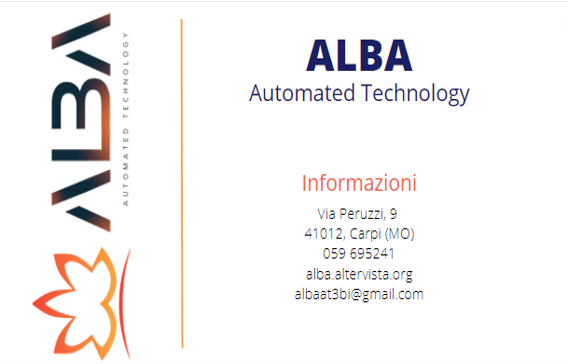 ALBA
AUTOMATED TECHNOLOGY
ALBA
Automated Technology
Informazioni
Via Peruzzi, 9
41012, Carpi (MO)
059 695241
alba.altervista.org
albaat3bi@gmail.com